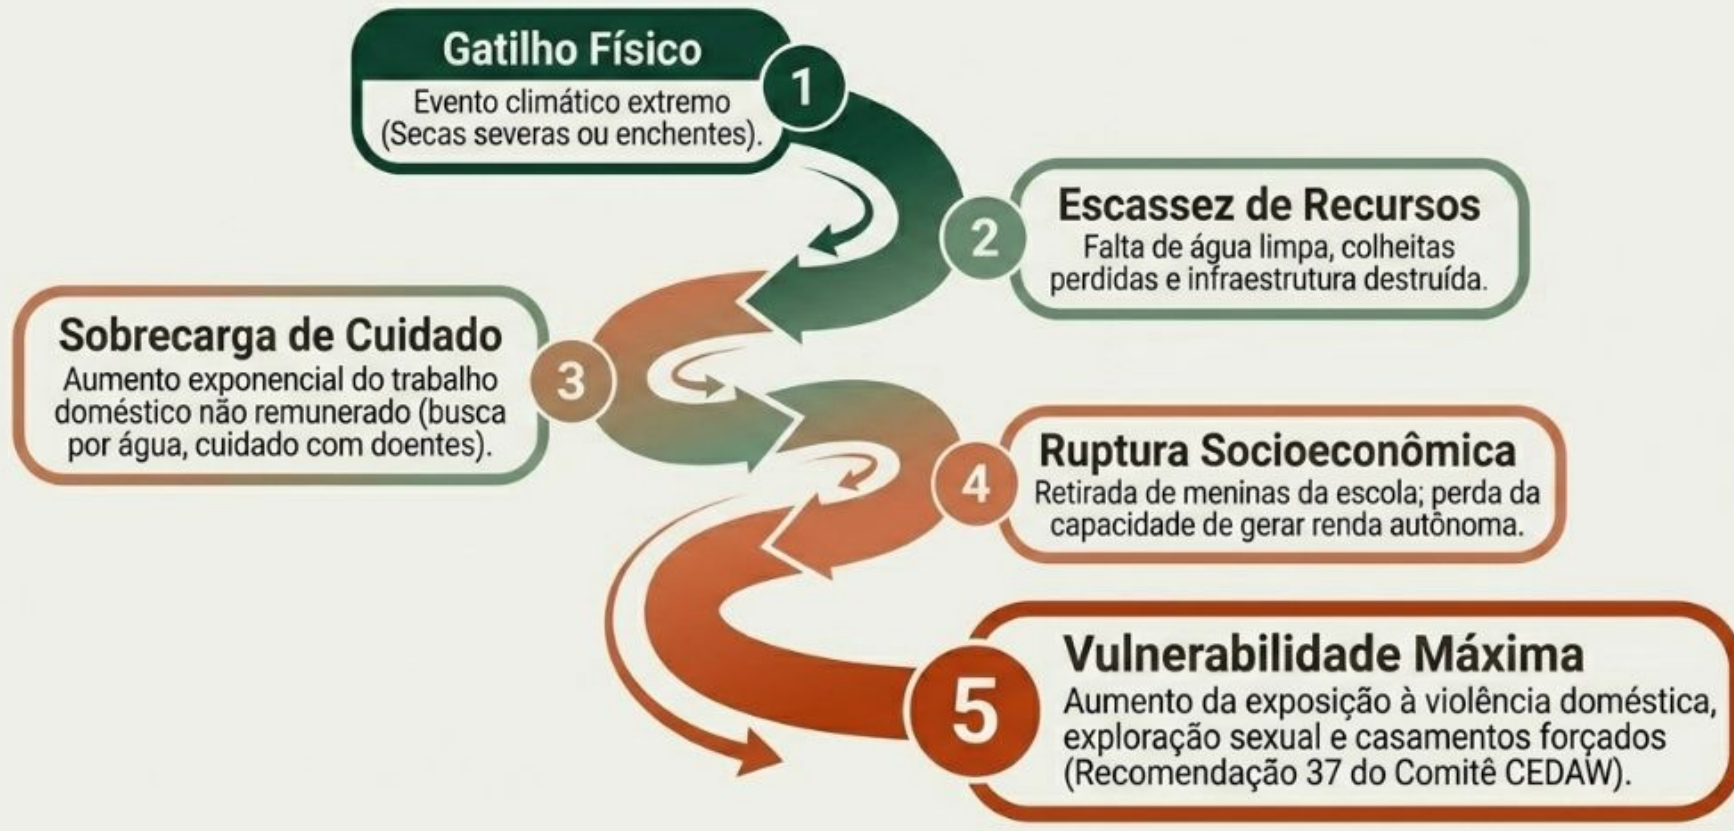 Gatilho Físico
1
Evento climático extremo
(Secas severas ou enchentes).
2
Escassez de Recursos
Falta de água limpa, colheitas
perdidas e infraestrutura destruída.
Sobrecarga de Cuidado
3
Aumento exponencial do trabalho
doméstico não remunerado (busca
por água, cuidado com doentes).
4
Ruptura Socioeconômica
Retirada de meninas da escola; perda da
capacidade de gerar renda autônoma.
5
Vulnerabilidade Máxima
Aumento da exposição à violência doméstica,
exploração sexual e casamentos forçados
(Recomendação 37 do Comitê CEDAW).